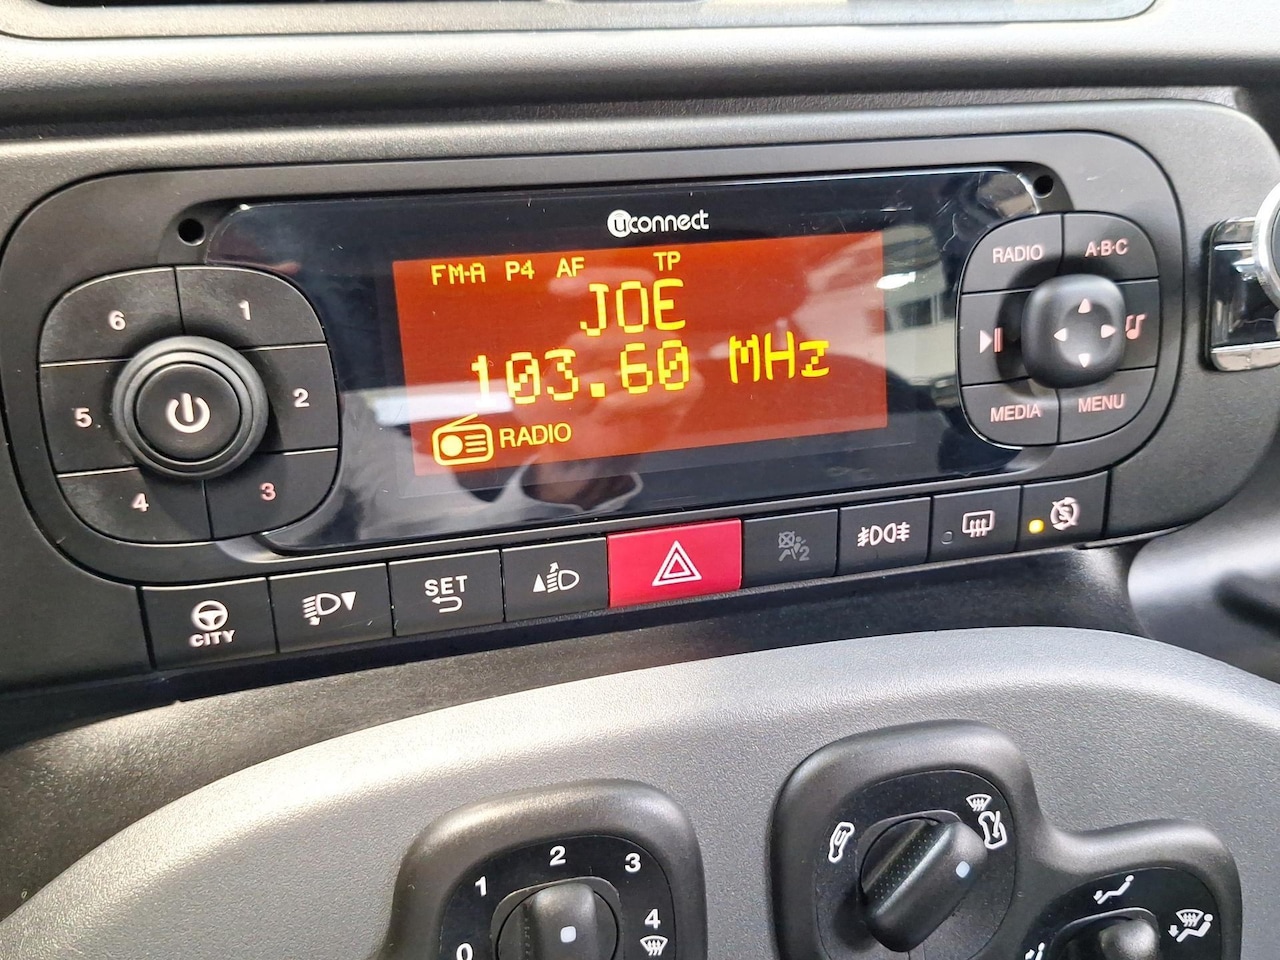 uconnect
FM-A P4 AF TP
JOE
103.60 MHz
RADIO
6 1
5 2
4 3
RADIO A·B·C
MEDIA MENU
CITY
SET
2
1 2 3 4
0